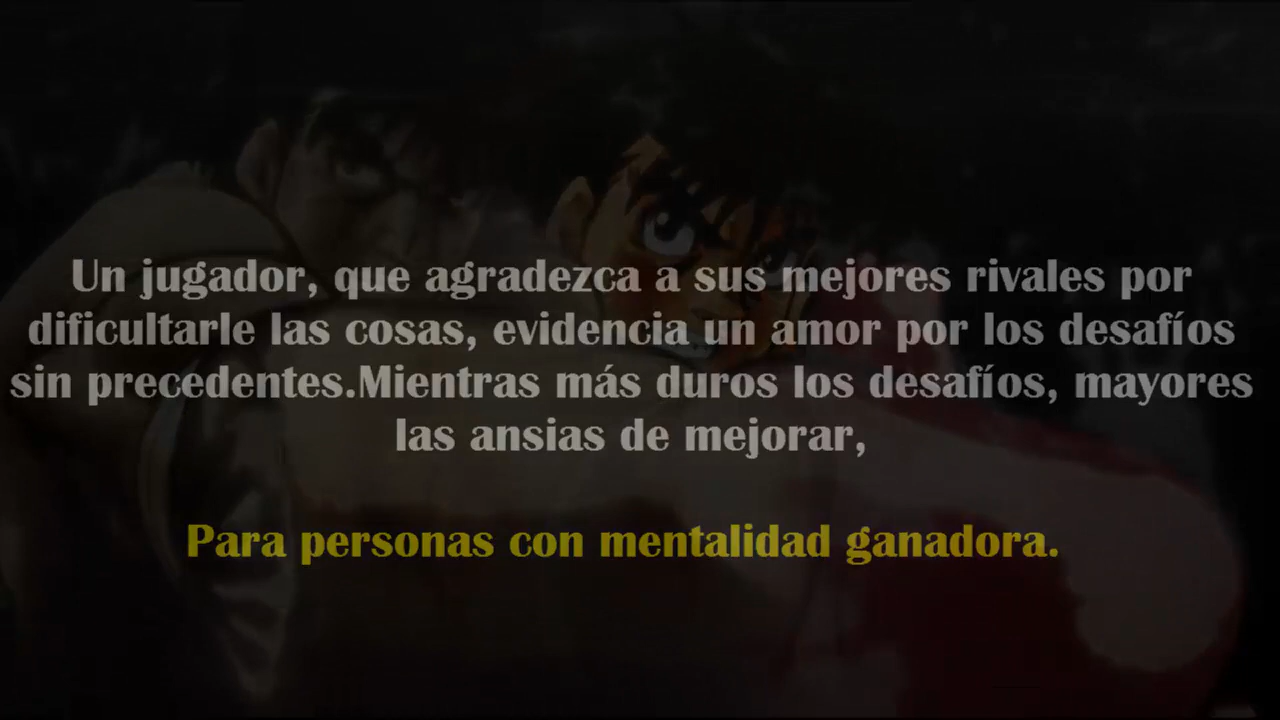 Un jugador, que agradezca a sus mejores rivales por
dificultarle las cosas, evidencia un amor por los desafíos
sin precedentes.Mientras más duros los desafíos, mayores
las ansias de mejorar,
Para personas con mentalidad ganadora.